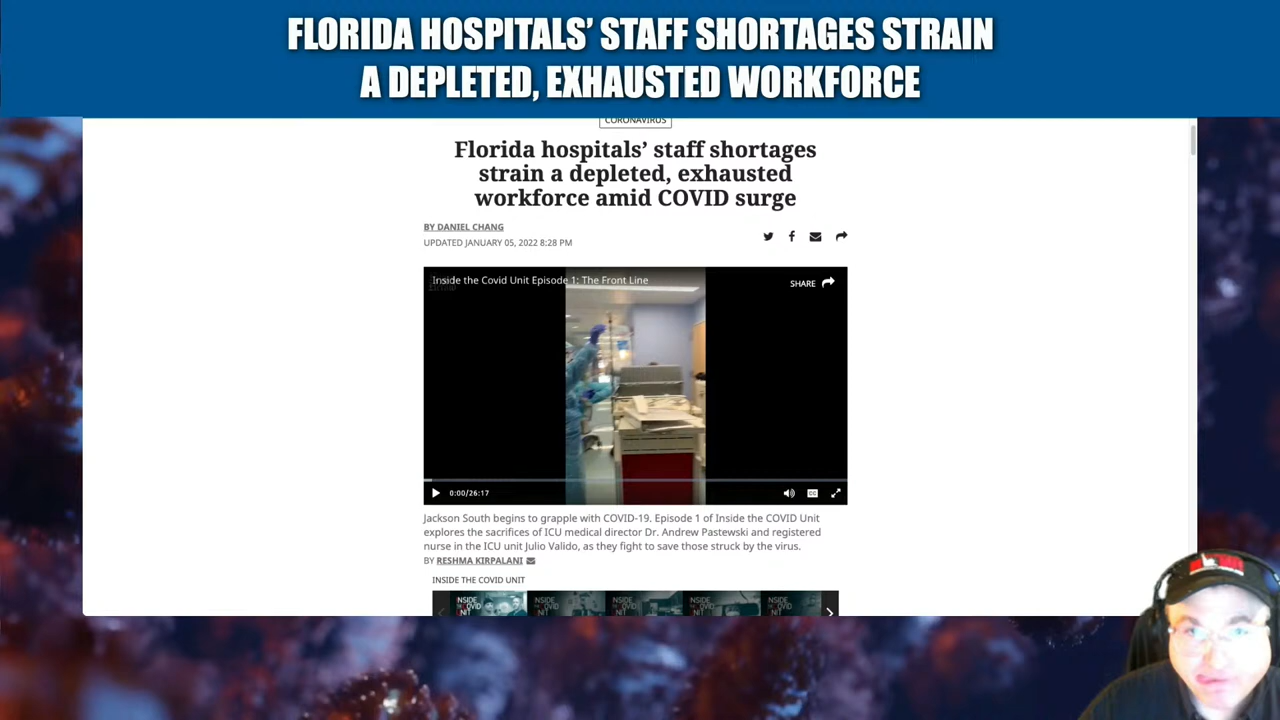 FLORIDA HOSPITALS' STAFF SHORTAGES STRAIN
A DEPLETED, EXHAUSTED WORKFORCE
CORONAVIRUS
Florida hospitals' staff shortages
strain a depleted, exhausted
workforce amid COVID surge
BY DANIEL CHANG
UPDATED JANUARY 05, 2022 8:28 PM
Inside the Covid Unit Episode 1: The Front Line
SHARE
0:00/26:17
CC
Jackson South begins to grapple with COVID-19. Episode 1 of Inside the COVID Unit
explores the sacrifices of ICU medical director Dr. Andrew Pastewski and registered
nurse in the ICU unit Julio Valido, as they fight to save those struck by the virus.
BY RESHMA KIRPALANI
INSIDE THE COVID UNIT